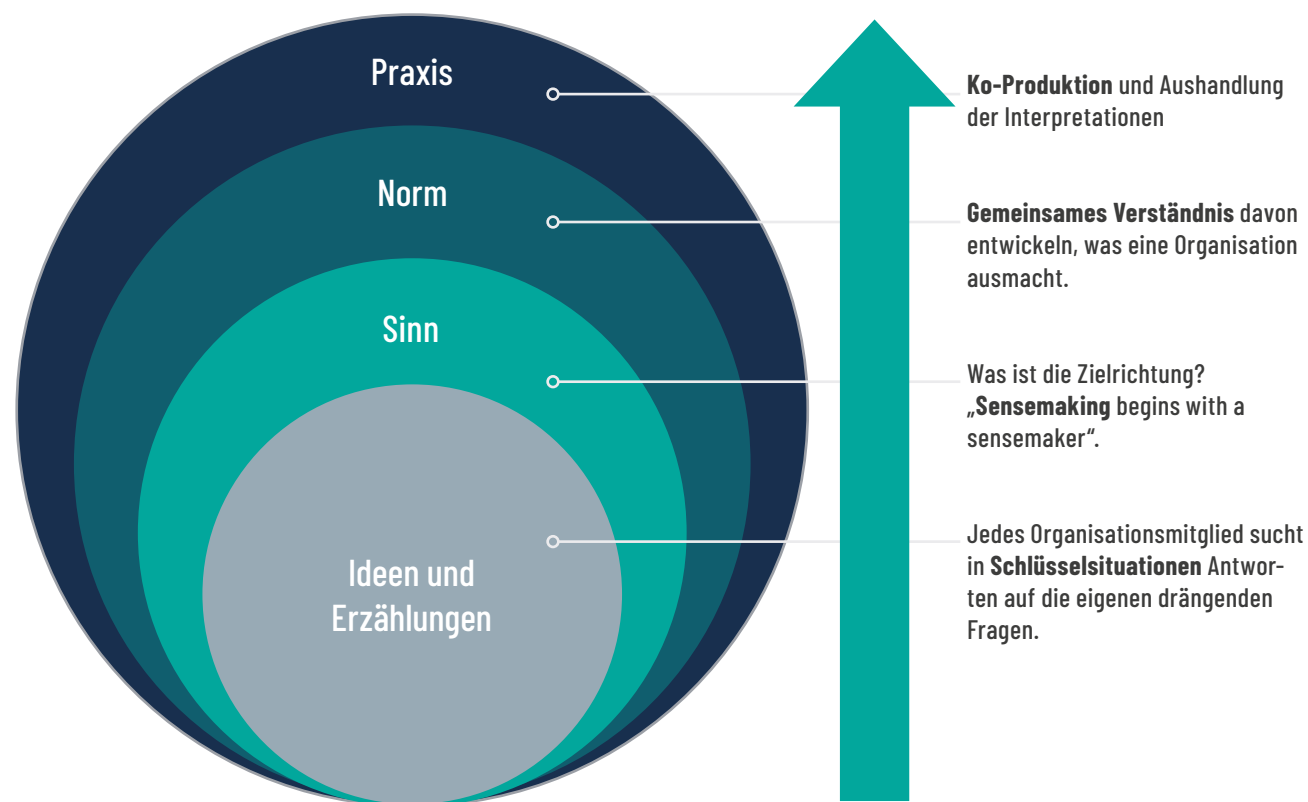 Praxis
Ko-Produktion und Aushandlung
der Interpretationen
Norm
Gemeinsames Verständnis davon
entwickeln, was eine Organisation
ausmacht.
Sinn
Was ist die Zielrichtung?
„Sensemaking begins with a
sensemaker“.
Ideen und
Erzählungen
Jedes Organisationsmitglied sucht
in Schlüsselsituationen Antwor-
ten auf die eigenen drängenden
Fragen.